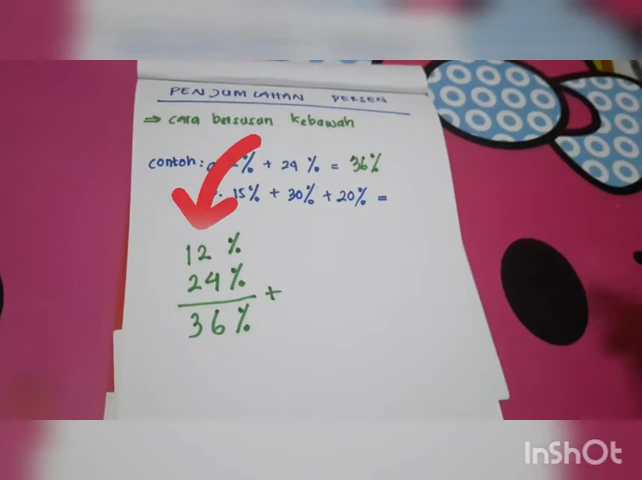 PENJUMLAHAN PERSEN
⇒ cara bersusun kebawah
contoh: % + 24 % = 36%
15% + 30% + 20% =
12 %
24% +
36%
InShOt